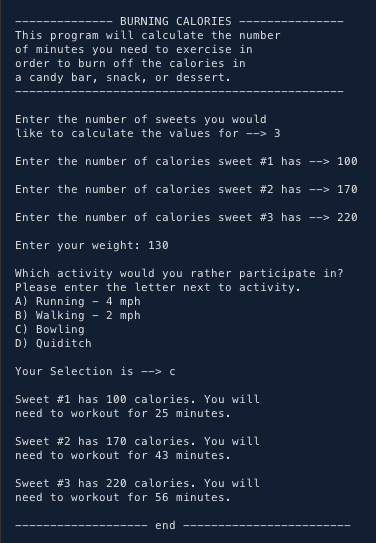 -------------- BURNING CALORIES ---------------
This program will calculate the number
of minutes you need to exercise in
order to burn off the calories in
a candy bar, snack, or dessert.
-----------------------------------------------
Enter the number of sweets you would
like to calculate the values for --> 3
Enter the number of calories sweet #1 has --> 100
Enter the number of calories sweet #2 has --> 170
Enter the number of calories sweet #3 has --> 220
Enter your weight: 130
Which activity would you rather participate in?
Please enter the letter next to activity.
A) Running - 4 mph
B) Walking - 2 mph
C) Bowling
D) Quiditch
Your Selection is --> c
Sweet #1 has 100 calories. You will
need to workout for 25 minutes.
Sweet #2 has 170 calories. You will
need to workout for 43 minutes.
Sweet #3 has 220 calories. You will
need to workout for 56 minutes.
------------------- end ------------------------